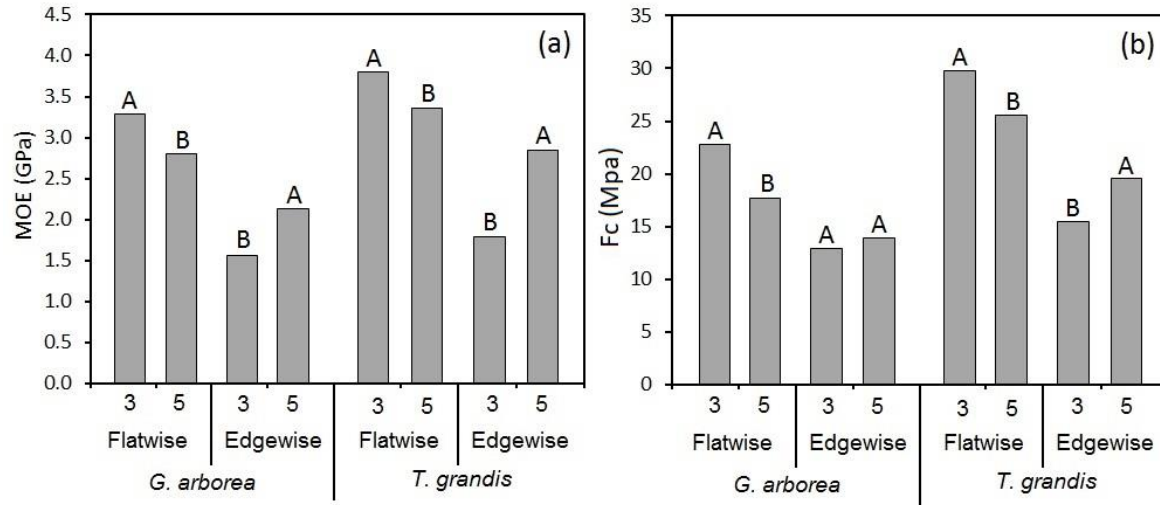 (a)
MOE (GPa)
4.5
4.0
3.5
3.0
2.5
2.0
1.5
1.0
0.5
0.0
A B B A A B B A
3 5 3 5 3 5 3 5
Flatwise Edgewise Flatwise Edgewise
G. arborea T. grandis
(b)
Fc (Mpa)
35
30
25
20
15
10
5
0
A B A A A B B A
3 5 3 5 3 5 3 5
Flatwise Edgewise Flatwise Edgewise
G. arborea T. grandis